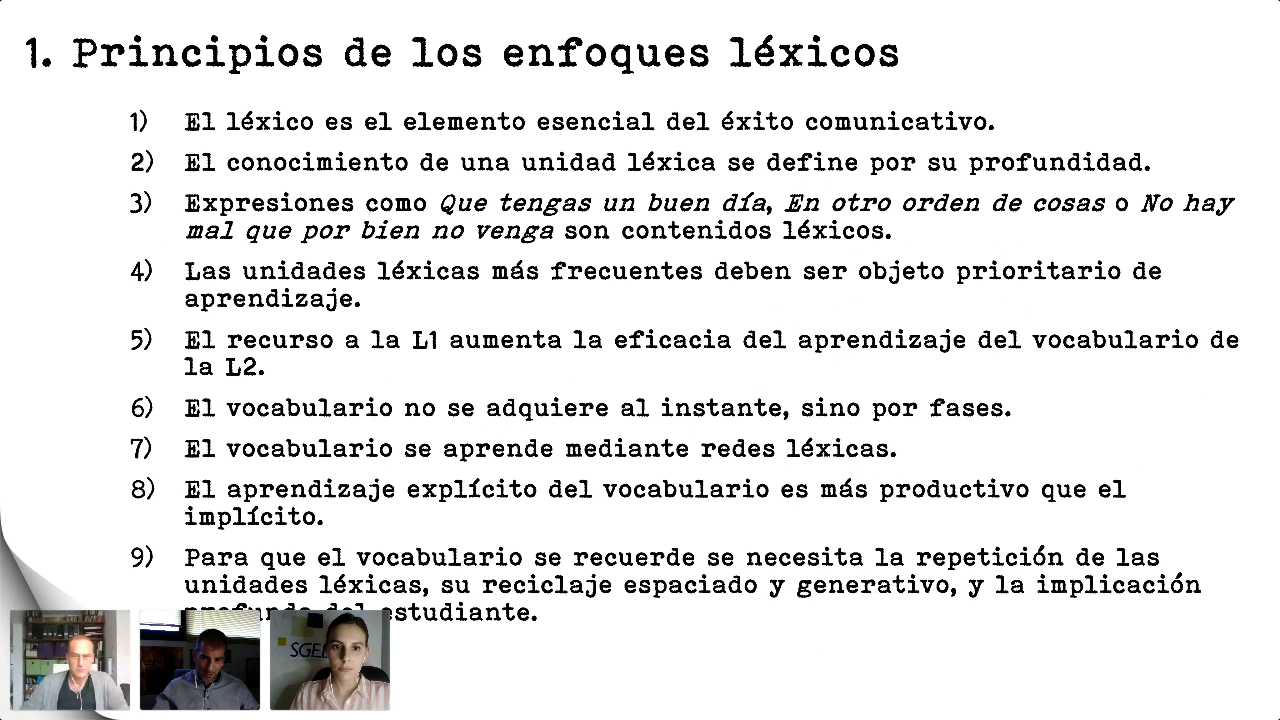 1. Principios de los enfoques léxicos
1) El léxico es el elemento esencial del éxito comunicativo.
2) El conocimiento de una unidad léxica se define por su profundidad.
3) Expresiones como Que tengas un buen día, En otro orden de cosas o No hay
mal que por bien no venga son contenidos léxicos.
4) Las unidades léxicas más frecuentes deben ser objeto prioritario de
aprendizaje.
5) El recurso a la L1 aumenta la eficacia del aprendizaje del vocabulario de
la L2.
6) El vocabulario no se adquiere al instante, sino por fases.
7) El vocabulario se aprende mediante redes léxicas.
8) El aprendizaje explícito del vocabulario es más productivo que el
implícito.
9) Para que el vocabulario se recuerde se necesita la repetición de las
unidades léxicas, su reciclaje espaciado y generativo, y la implicación
profunda del estudiante.